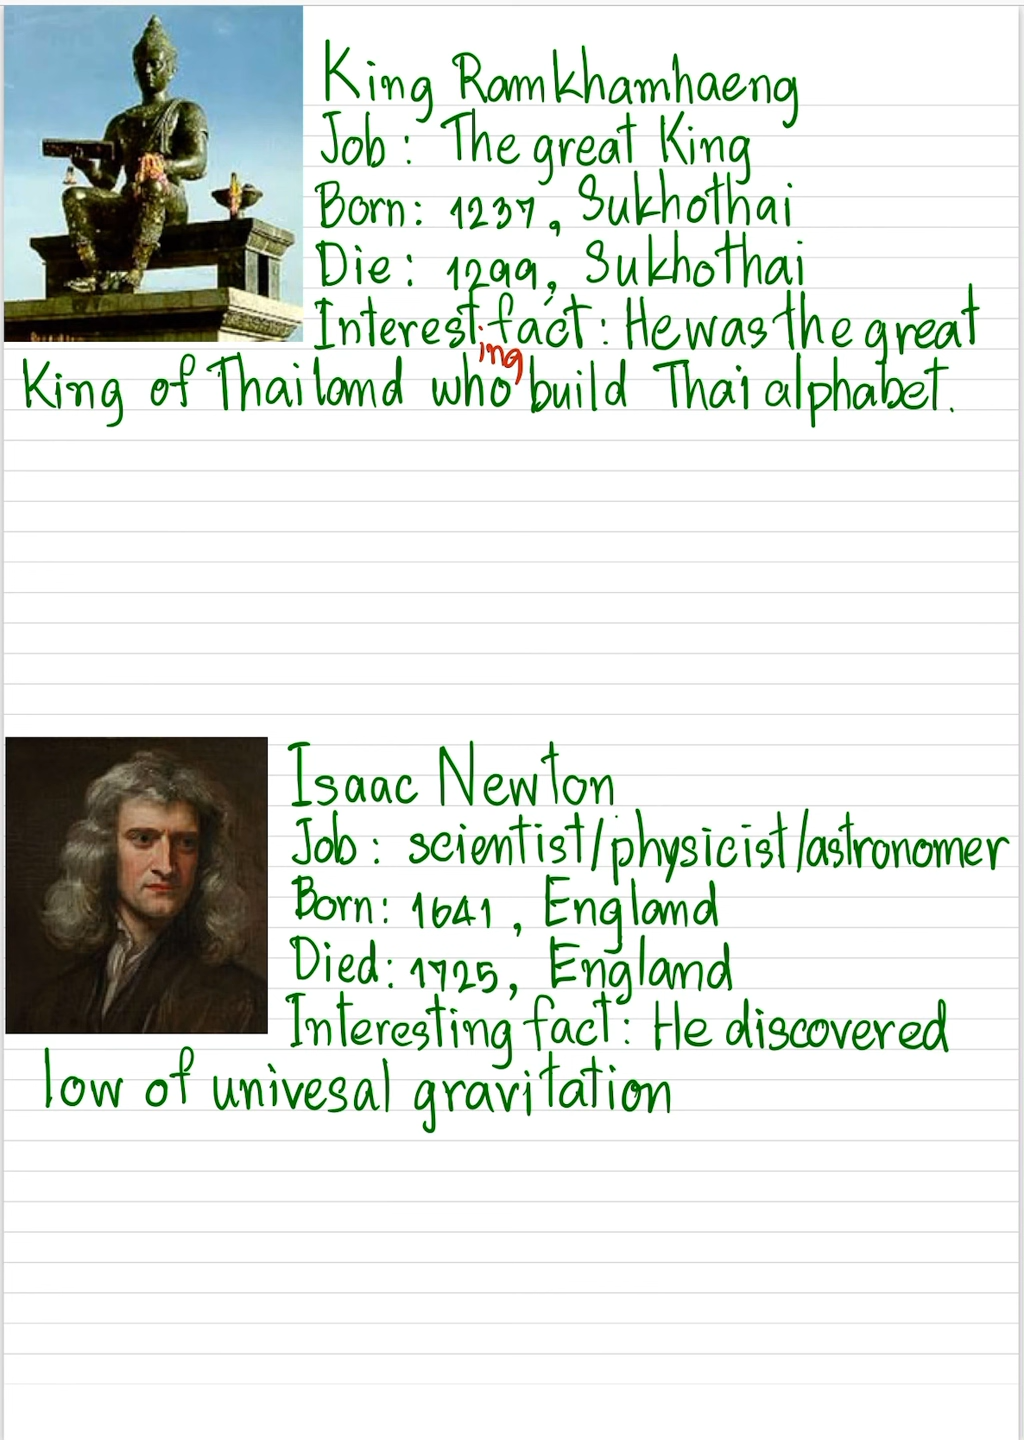 King Ramkhamhaeng
Job: The great King
Born: 1237, Sukhothai
Die: 1299, Sukhothai
Interesting fact: He was the great
King of Thailand who build Thai alphabet.
Isaac Newton
Job: scientist/physicist/astronomer
Born: 1641, England
Died: 1725, England
Interesting fact: He discovered
low of univesal gravitation